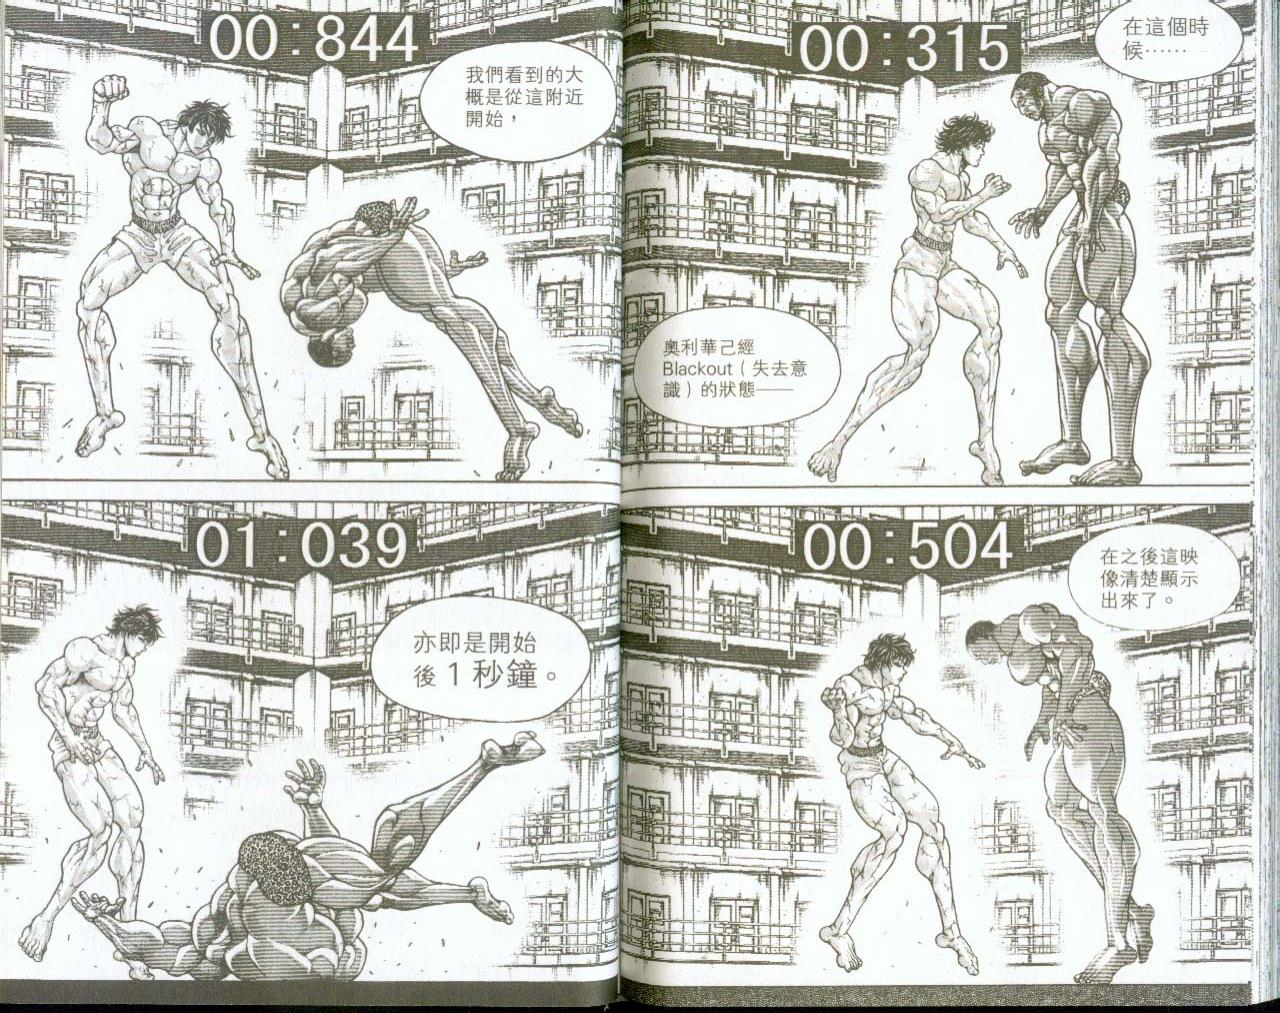 00:315
在這個時
候⋯⋯
奧利華己經
Blackout（失去意
識）的狀態——
00:504
在之後這映
像清楚顯示
出來了。
00:844
我們看到的大
概是從這附近
開始，
01:039
亦即是開始
後1秒鐘。